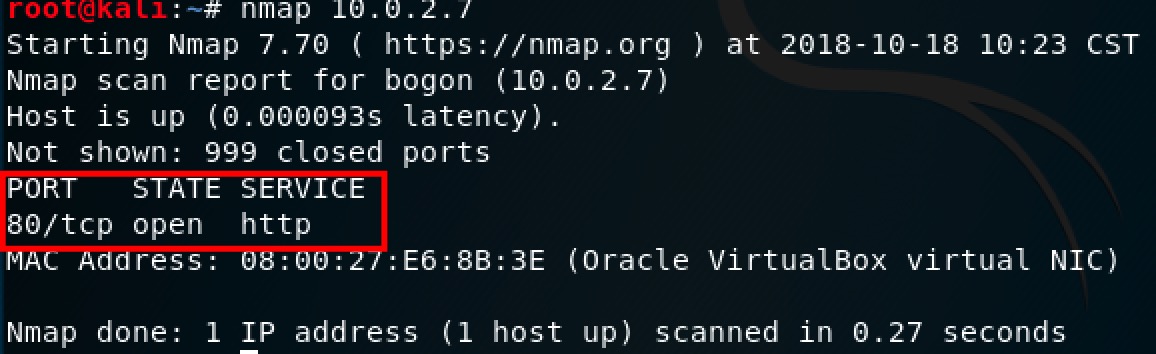 root@kali:~# nmap 10.0.2.7
Starting Nmap 7.70 ( https://nmap.org ) at 2018-10-18 10:23 CST
Nmap scan report for bogon (10.0.2.7)
Host is up (0.000093s latency).
Not shown: 999 closed ports
PORT   STATE SERVICE
80/tcp open  http
MAC Address: 08:00:27:E6:8B:3E (Oracle VirtualBox virtual NIC)
Nmap done: 1 IP address (1 host up) scanned in 0.27 seconds